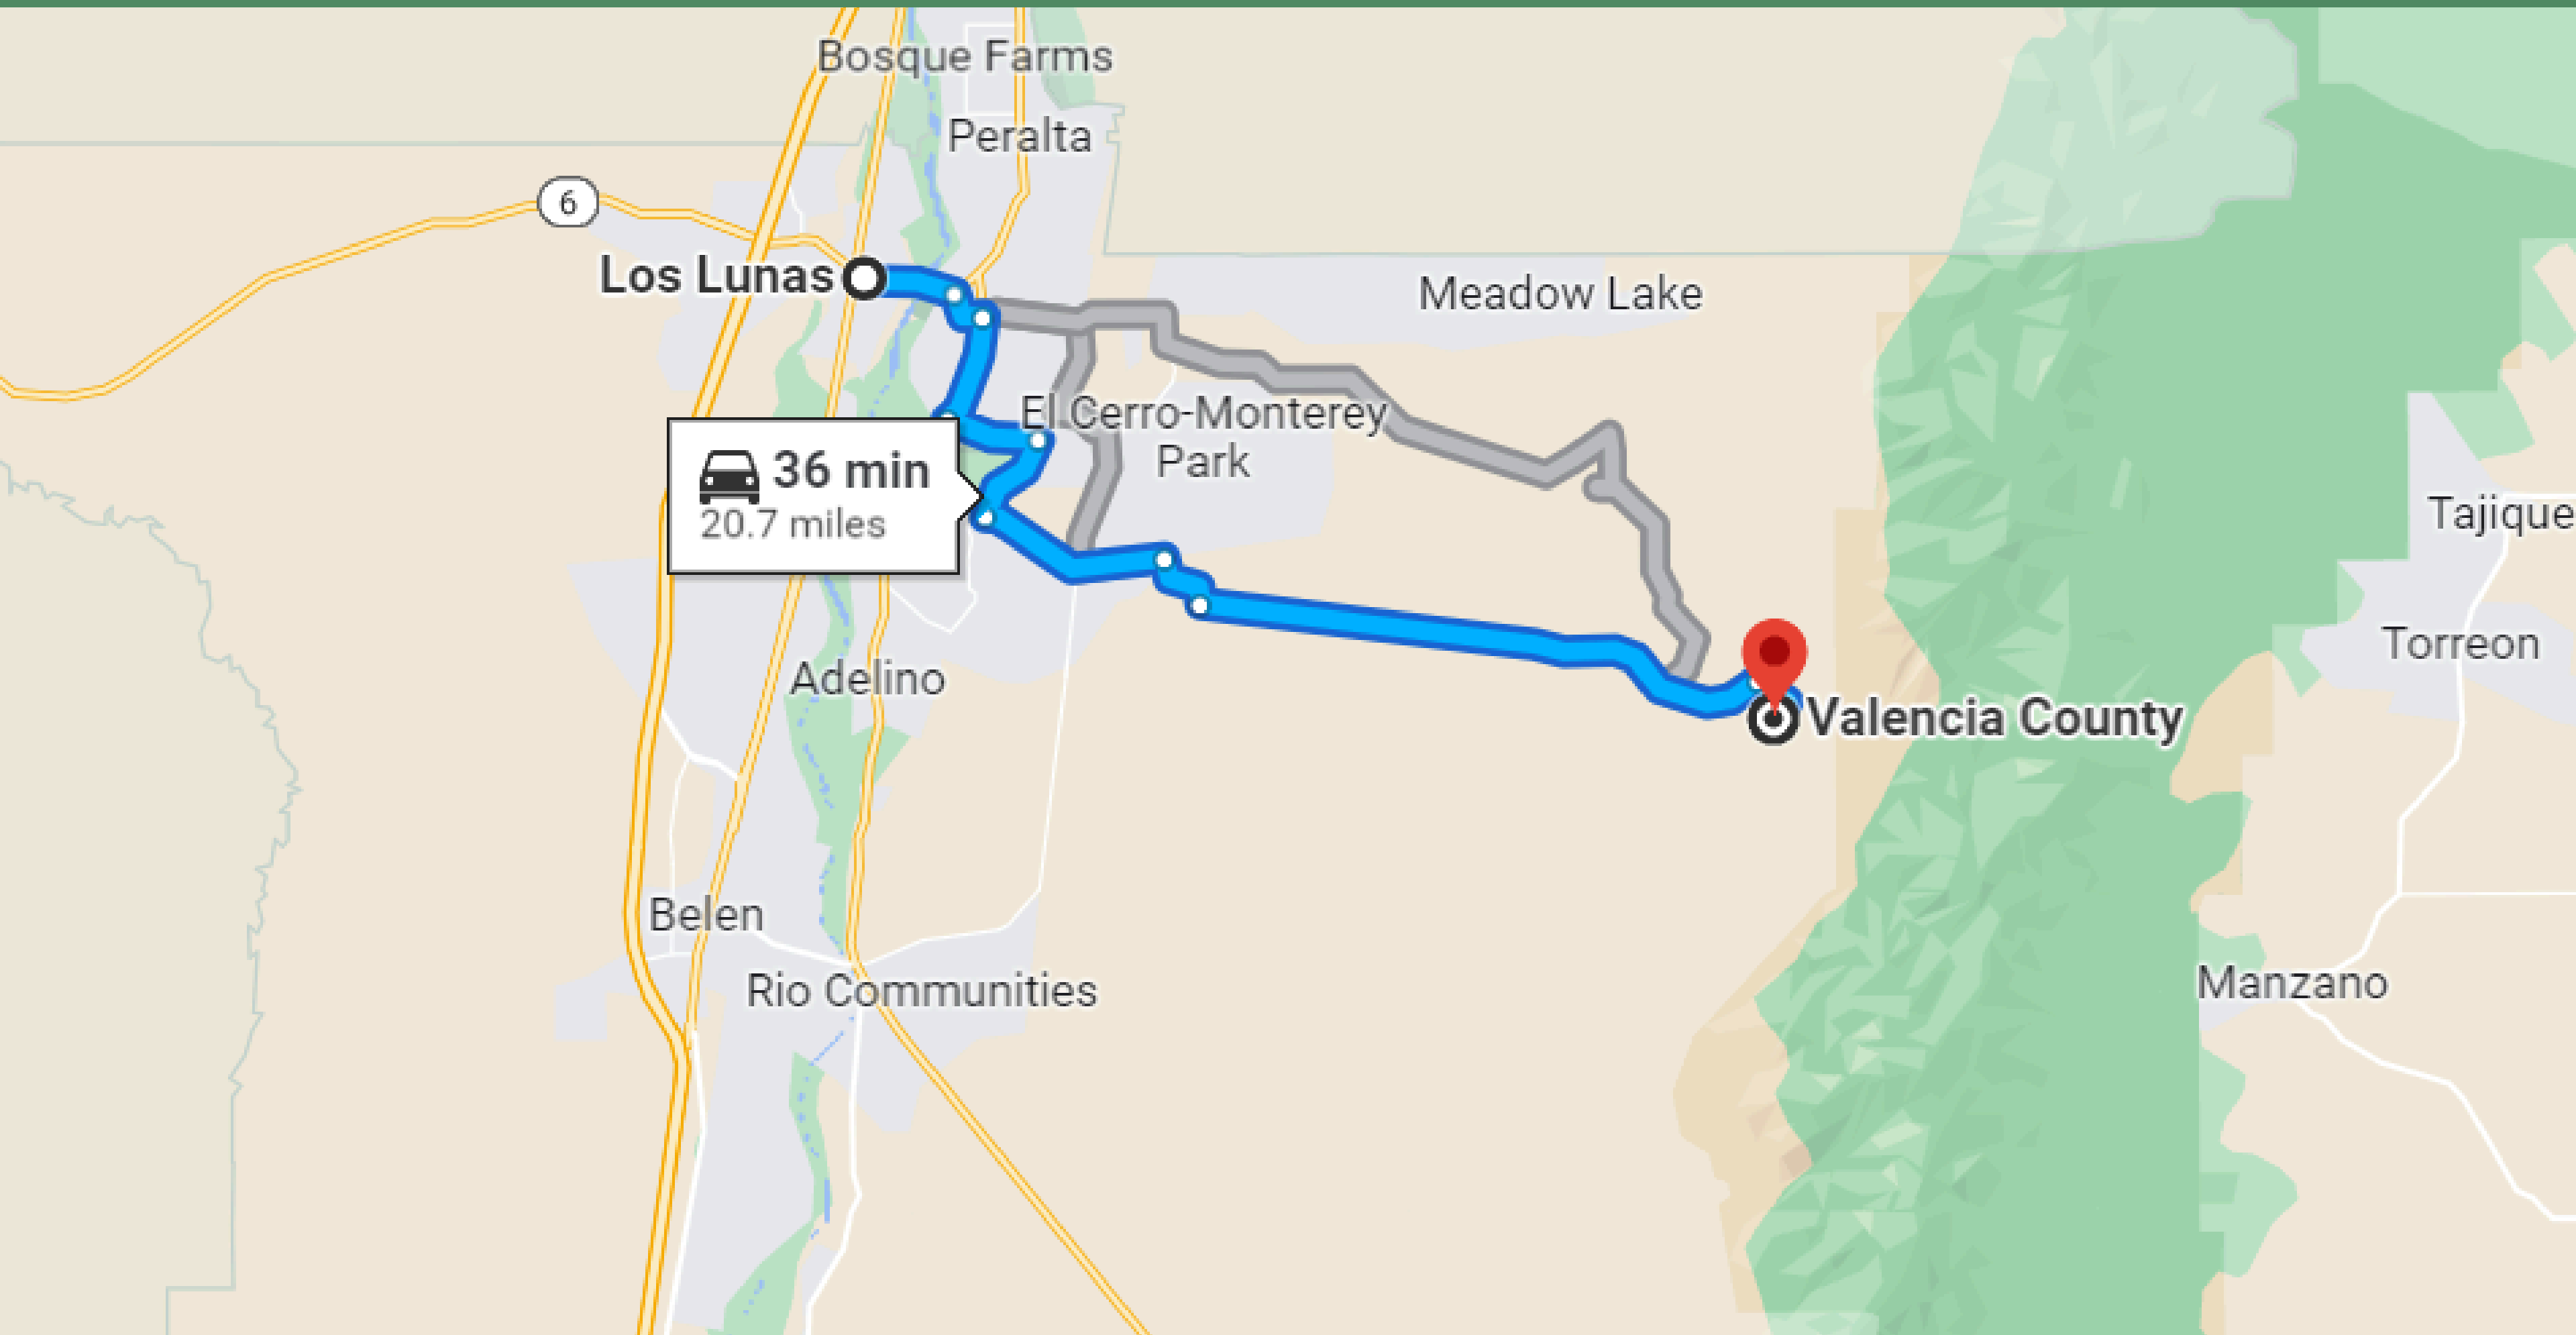 Bosque Farms
Peralta
6
Los Lunas
Meadow Lake
El Cerro-Monterey
Park
36 min
20.7 miles
Tajique
Torreon
Adelino
Valencia County
Belen
Rio Communities
Manzano